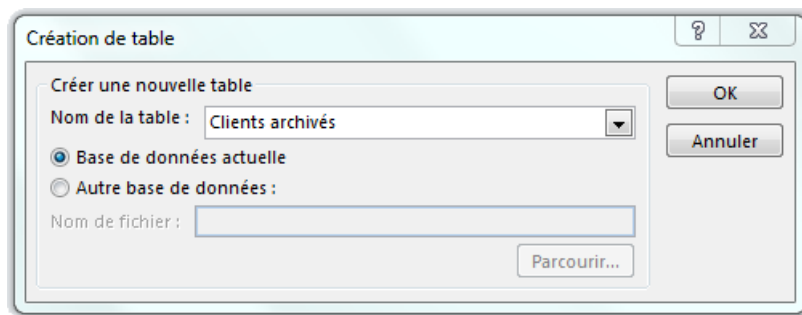 Création de table
Créer une nouvelle table
Nom de la table :
Clients archivés
Base de données actuelle
Autre base de données :
Nom de fichier :
Parcourir...
OK
Annuler